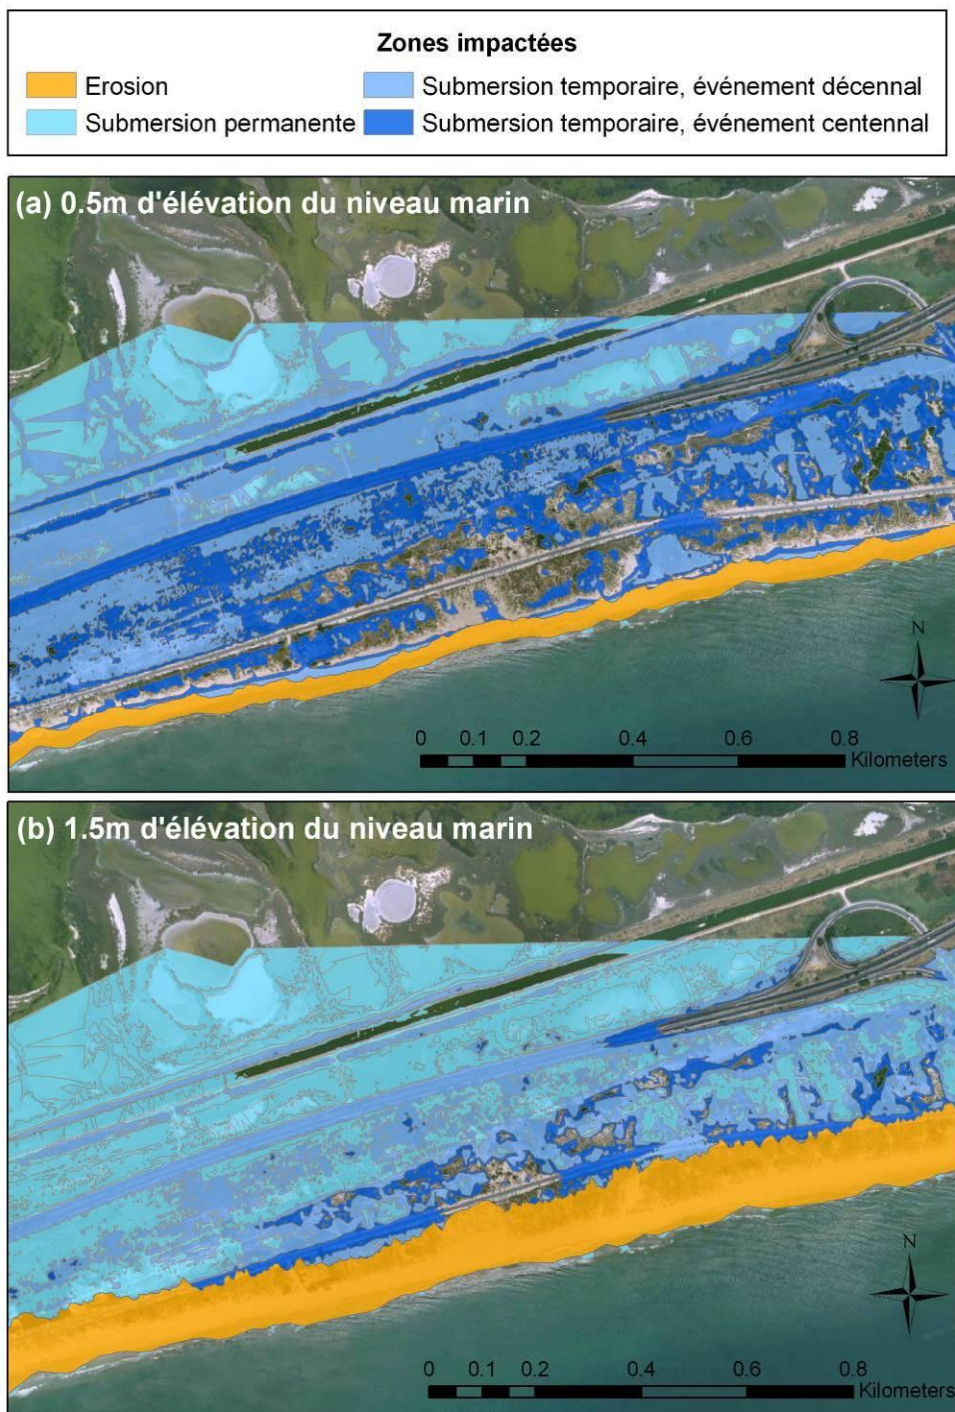 Zones impactées
Erosion
Submersion temporaire, événement décennal
Submersion permanente
Submersion temporaire, événement centennal
(a) 0.5m d'élévation du niveau marin
N
0 0.1 0.2 0.4 0.6 0.8
Kilometers
(b) 1.5m d'élévation du niveau marin
N
0 0.1 0.2 0.4 0.6 0.8
Kilometers